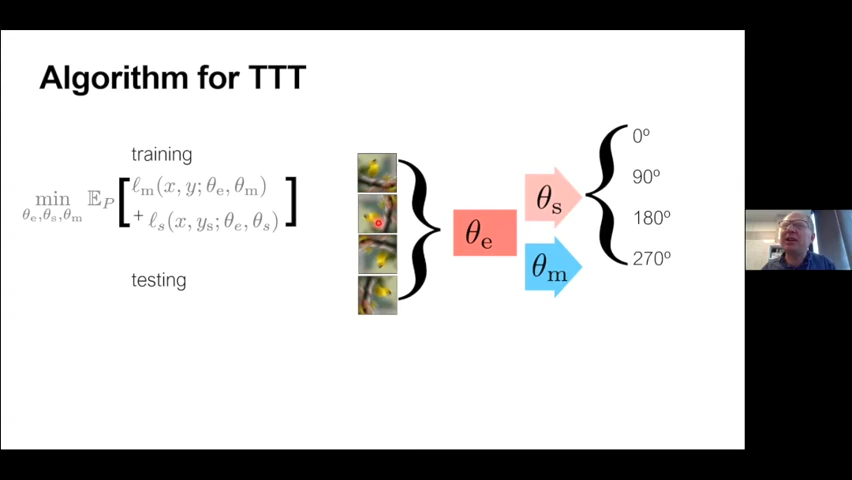 Algorithm for TTT
training
min θe,θs,θm 𝔼P [ ℓm(x, y; θe, θm) 
+ ℓs(x, ys; θe, θs) ]
testing
θe
θs
θm
0º
90º
180º
270º